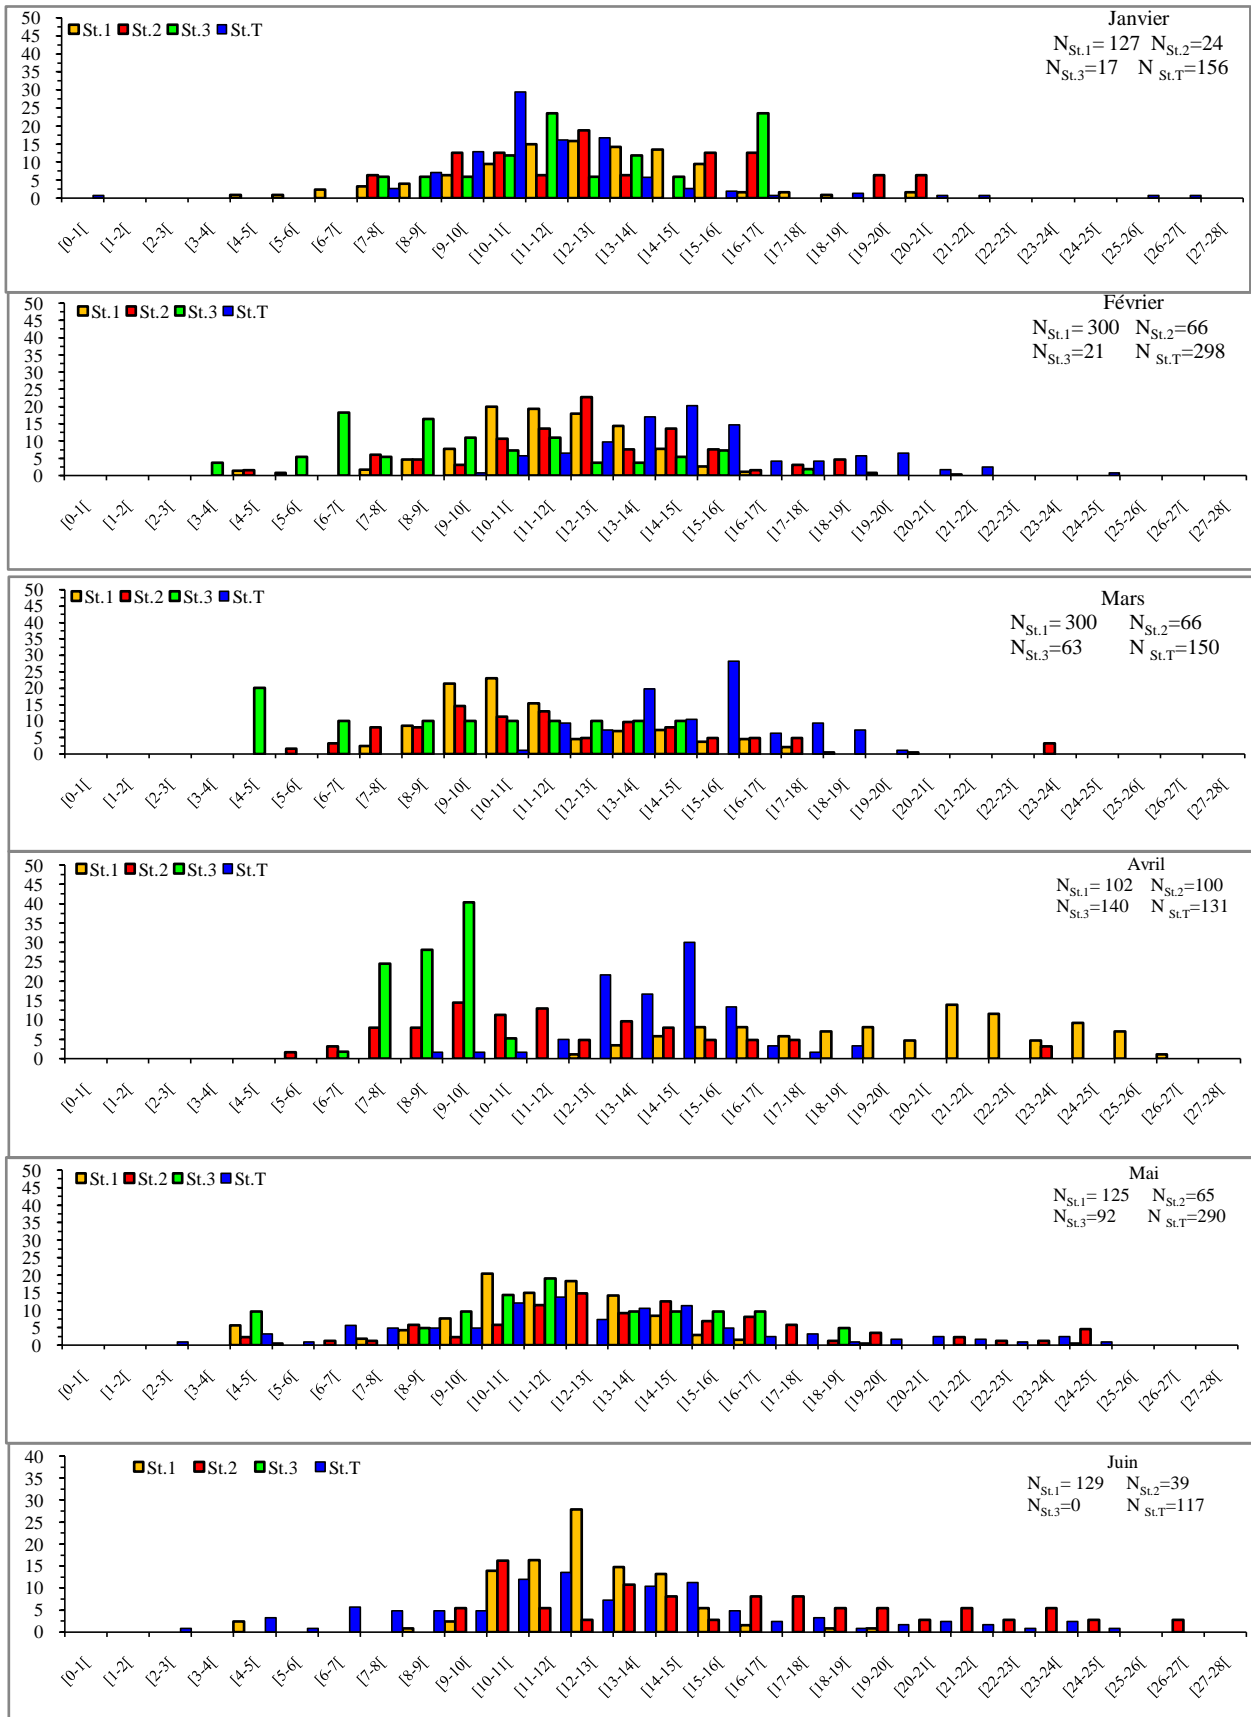 50
45
40
35
30
25
20
15
10
5
0
St.1 St.2 St.3 St.T
Janvier
NSt.1= 127 NSt.2=24
NSt.3=17 N St.T=156
[0-1[ [1-2[ [2-3[ [3-4[ [4-5[ [5-6[ [6-7[ [7-8[ [8-9[ [9-10[ [10-11[ [11-12[ [12-13[ [13-14[ [14-15[ [15-16[ [16-17[ [17-18[ [18-19[ [19-20[ [20-21[ [21-22[ [22-23[ [23-24[ [24-25[ [25-26[ [26-27[ [27-28[
50
45
40
35
30
25
20
15
10
5
0
St.1 St.2 St.3 St.T
Février
NSt.1= 300 NSt.2=66
NSt.3=21 N St.T=298
[0-1[ [1-2[ [2-3[ [3-4[ [4-5[ [5-6[ [6-7[ [7-8[ [8-9[ [9-10[ [10-11[ [11-12[ [12-13[ [13-14[ [14-15[ [15-16[ [16-17[ [17-18[ [18-19[ [19-20[ [20-21[ [21-22[ [22-23[ [23-24[ [24-25[ [25-26[ [26-27[ [27-28[
50
45
40
35
30
25
20
15
10
5
0
St.1 St.2 St.3 St.T
Mars
NSt.1= 300 NSt.2=66
NSt.3=63 N St.T=150
[0-1[ [1-2[ [2-3[ [3-4[ [4-5[ [5-6[ [6-7[ [7-8[ [8-9[ [9-10[ [10-11[ [11-12[ [12-13[ [13-14[ [14-15[ [15-16[ [16-17[ [17-18[ [18-19[ [19-20[ [20-21[ [21-22[ [22-23[ [23-24[ [24-25[ [25-26[ [26-27[ [27-28[
50
45
40
35
30
25
20
15
10
5
0
St.1 St.2 St.3 St.T
Avril
NSt.1= 102 NSt.2=100
NSt.3=140 N St.T=131
[0-1[ [1-2[ [2-3[ [3-4[ [4-5[ [5-6[ [6-7[ [7-8[ [8-9[ [9-10[ [10-11[ [11-12[ [12-13[ [13-14[ [14-15[ [15-16[ [16-17[ [17-18[ [18-19[ [19-20[ [20-21[ [21-22[ [22-23[ [23-24[ [24-25[ [25-26[ [26-27[ [27-28[
50
45
40
35
30
25
20
15
10
5
0
St.1 St.2 St.3 St.T
Mai
NSt.1= 125 NSt.2=65
NSt.3=92 N St.T=290
[0-1[ [1-2[ [2-3[ [3-4[ [4-5[ [5-6[ [6-7[ [7-8[ [8-9[ [9-10[ [10-11[ [11-12[ [12-13[ [13-14[ [14-15[ [15-16[ [16-17[ [17-18[ [18-19[ [19-20[ [20-21[ [21-22[ [22-23[ [23-24[ [24-25[ [25-26[ [26-27[ [27-28[
40
35
30
25
20
15
10
5
0
St.1 St.2 St.3 St.T
Juin
NSt.1= 129 NSt.2=39
NSt.3=0 N St.T=117
[0-1[ [1-2[ [2-3[ [3-4[ [4-5[ [5-6[ [6-7[ [7-8[ [8-9[ [9-10[ [10-11[ [11-12[ [12-13[ [13-14[ [14-15[ [15-16[ [16-17[ [17-18[ [18-19[ [19-20[ [20-21[ [21-22[ [22-23[ [23-24[ [24-25[ [25-26[ [26-27[ [27-28[